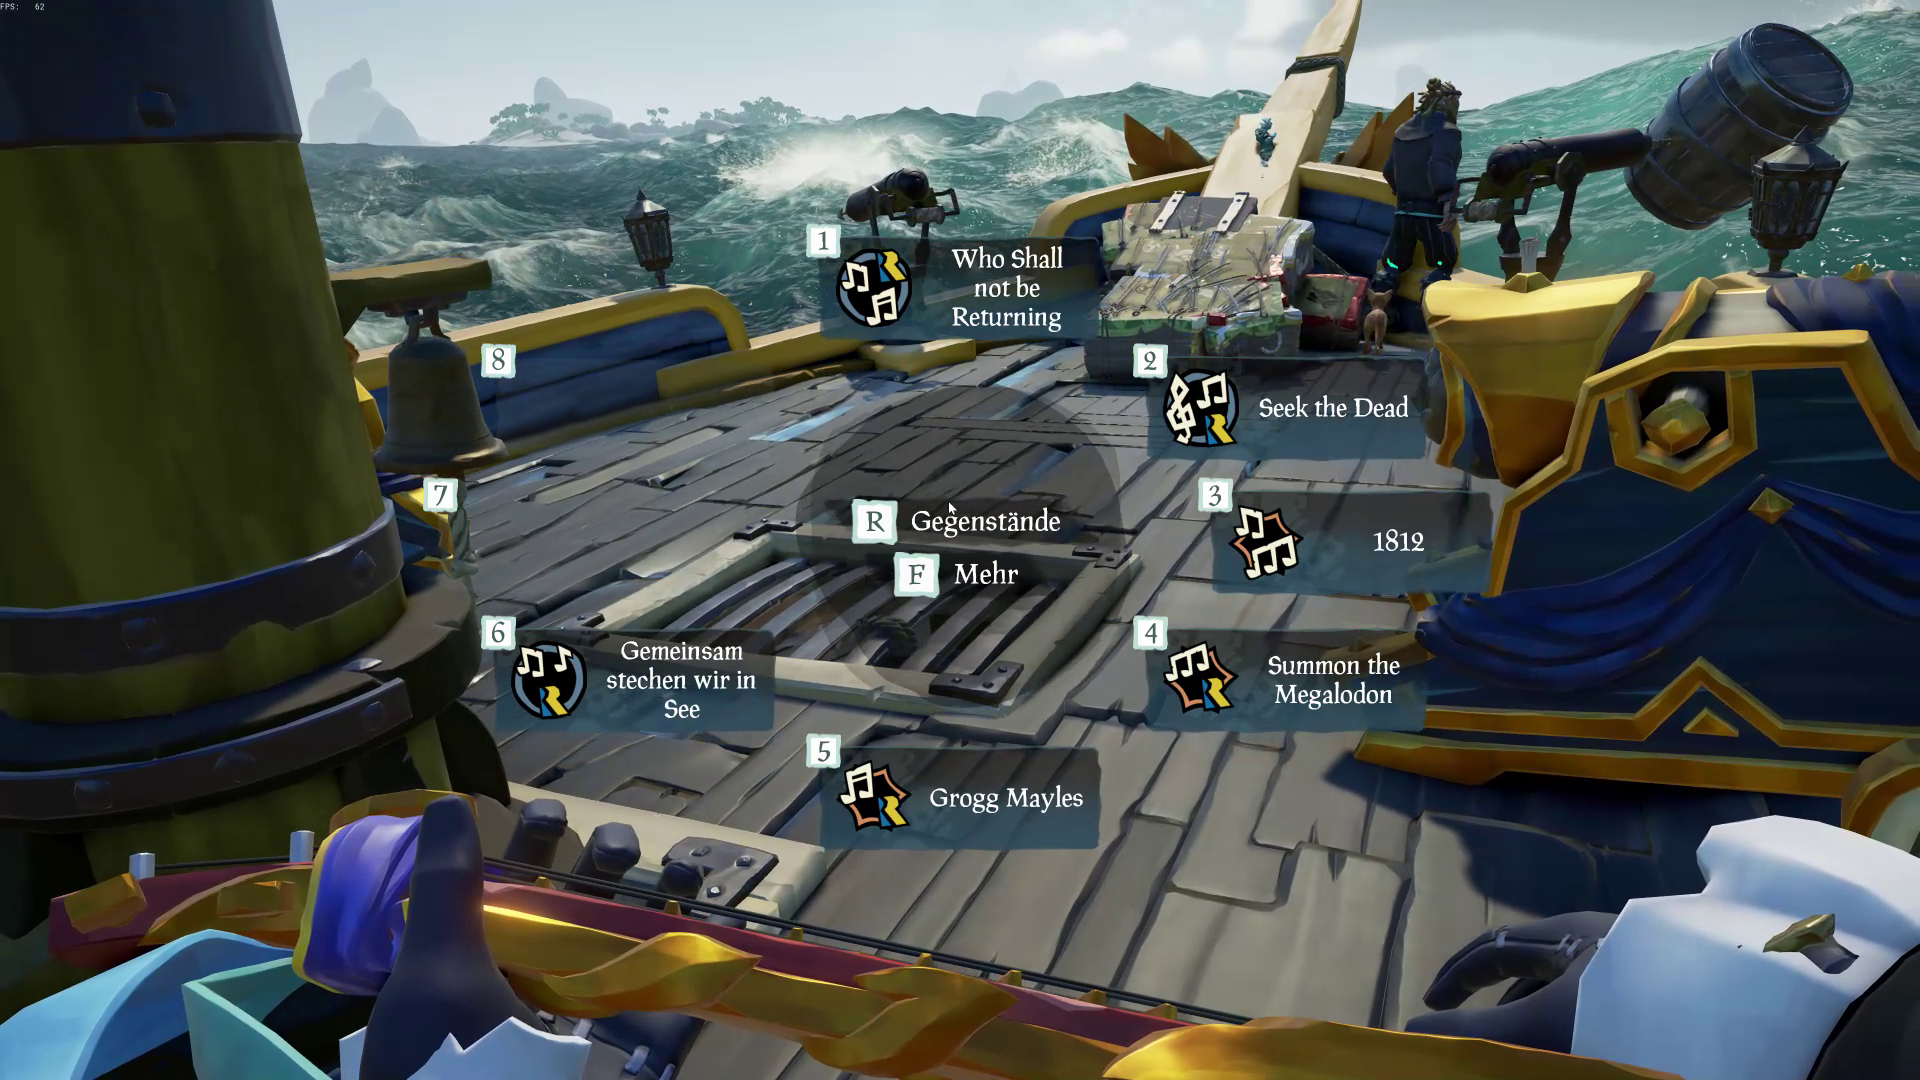 FPS: 62
1
Who Shall
not be
Returning
8
2
Seek the Dead
7
3
1812
R Gegenstände
F Mehr
6
Gemeinsam
stechen wir in
See
4
Summon the
Megalodon
5
Grogg Mayles